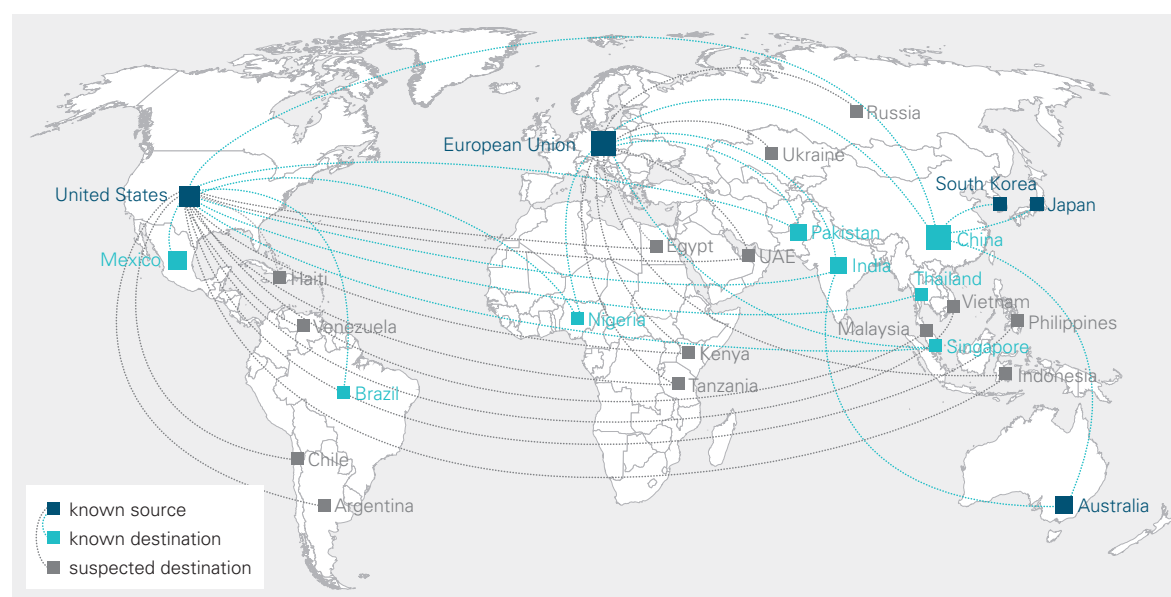 Russia
European Union
Ukraine
South Korea
United States
Japan
Pakistan
China
Egypt
UAE
Mexico
India
Haiti
Thailand
Vietnam
Nigeria
Philippines
Venezuela
Malaysia
Singapore
Kenya
Indonesia
Tanzania
Brazil
Chile
Argentina
Australia
known source
known destination
suspected destination